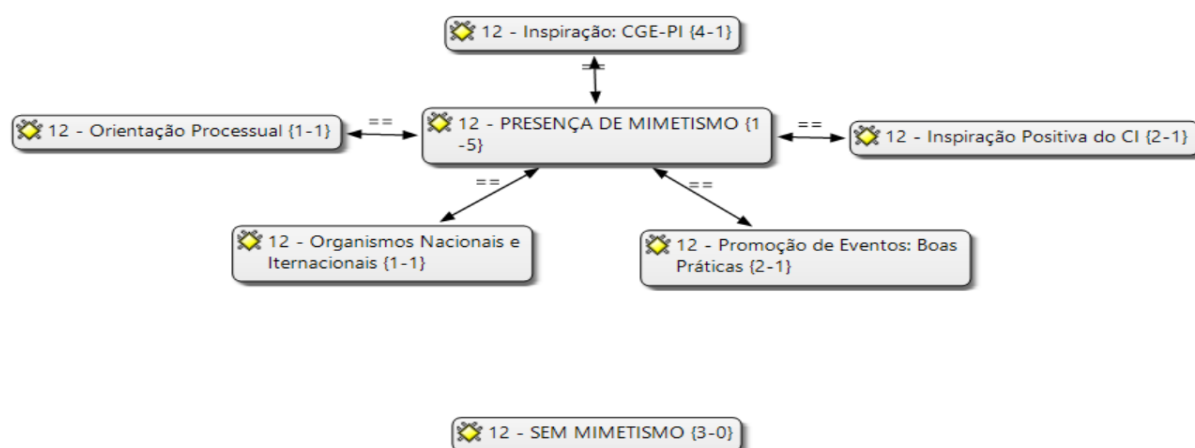 12 - Inspiração: CGE-PI {4-1}
==
12 - Orientação Processual {1-1}
==
12 - PRESENÇA DE MIMETISMO {1
-5}
==
12 - Inspiração Positiva do CI {2-1}
==
==
12 - Organismos Nacionais e
Iternacionais {1-1}
12 - Promoção de Eventos: Boas
Práticas {2-1}
12 - SEM MIMETISMO {3-0}